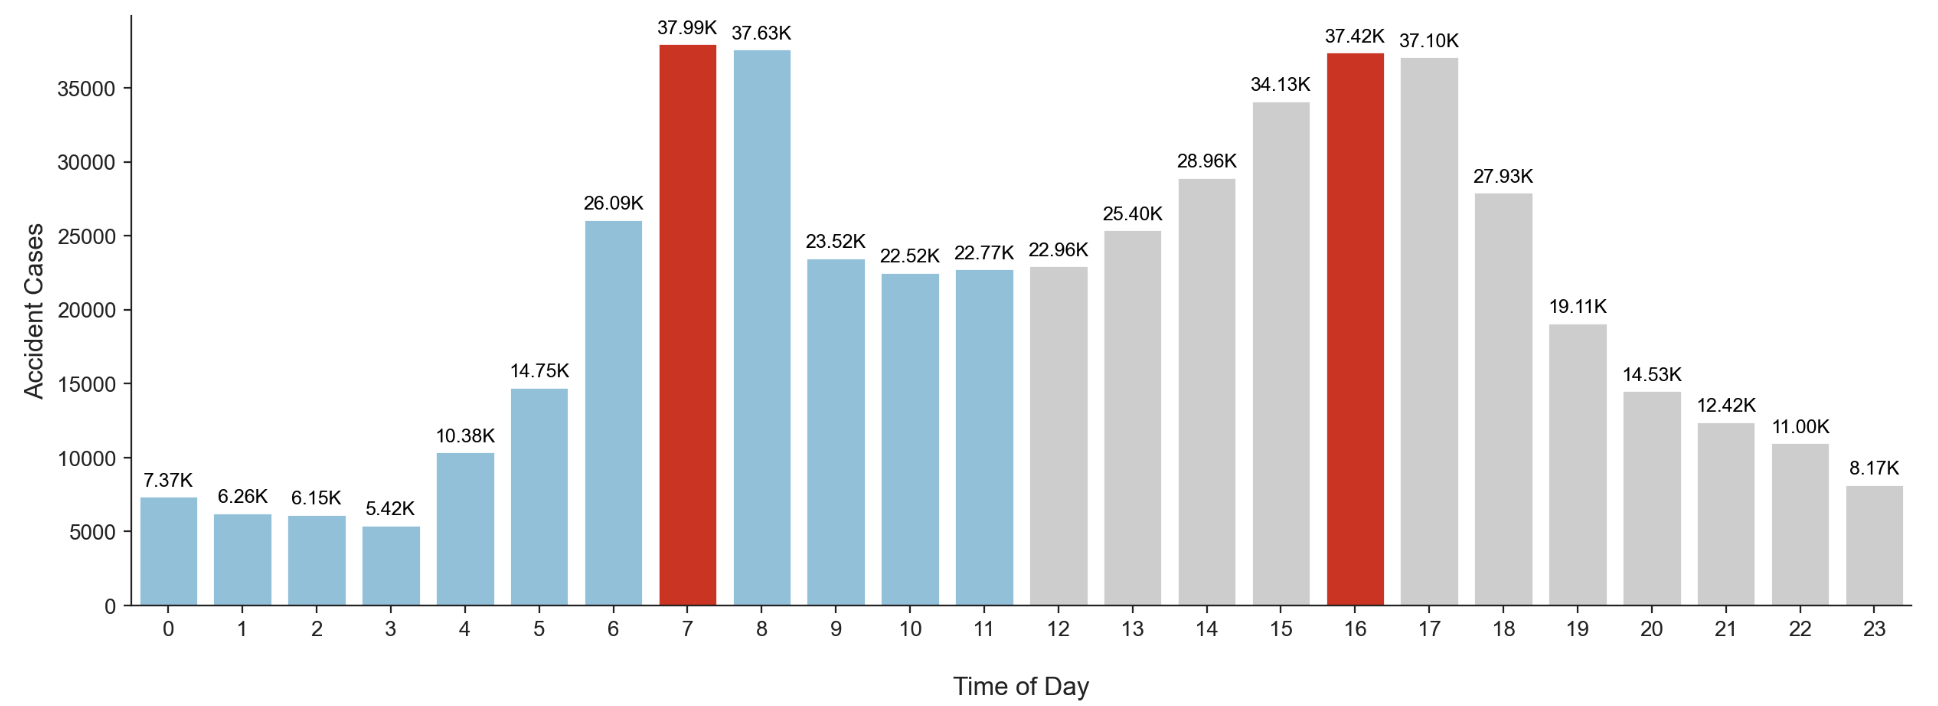 37.99K 37.63K 37.42K 37.10K
34.13K
28.96K
27.93K
26.09K
25.40K
23.52K 22.52K 22.77K 22.96K
19.11K
14.75K
14.53K
12.42K
11.00K
10.38K
8.17K
7.37K
6.26K 6.15K 5.42K
35000
30000
25000
20000
15000
10000
5000
0
Accident Cases
0 1 2 3 4 5 6 7 8 9 10 11 12 13 14 15 16 17 18 19 20 21 22 23
Time of Day